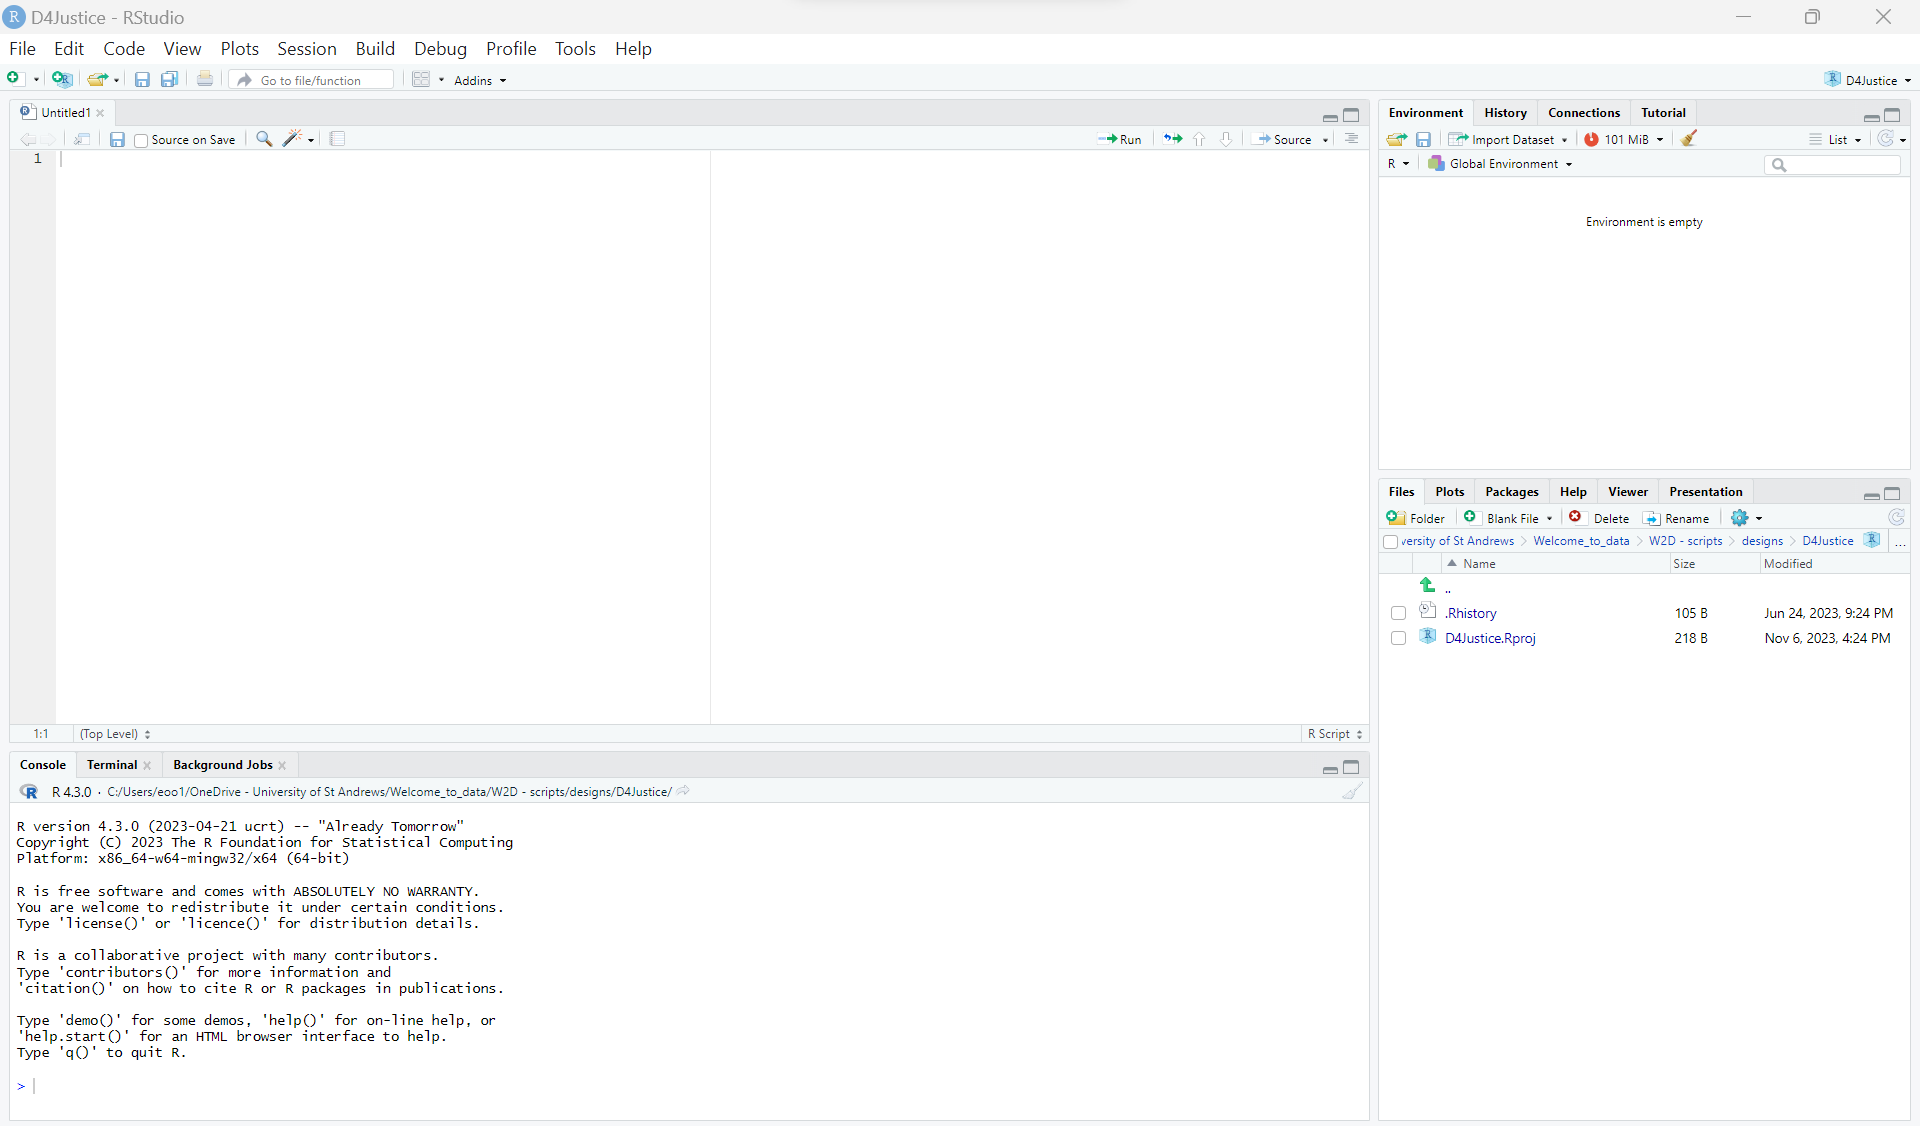 D4Justice - RStudio
File Edit Code View Plots Session Build Debug Profile Tools Help
Go to file/function Addins D4Justice
Untitled1
Source on Save Run Source
1
1:1 (Top Level) R Script
Console Terminal Background Jobs
R 4.3.0 · C:/Users/eoo1/OneDrive - University of St Andrews/Welcome_to_data/W2D - scripts/designs/D4Justice/
R version 4.3.0 (2023-04-21 ucrt) -- "Already Tomorrow"
Copyright (C) 2023 The R Foundation for Statistical Computing
Platform: x86_64-w64-mingw32/x64 (64-bit)
R is free software and comes with ABSOLUTELY NO WARRANTY.
You are welcome to redistribute it under certain conditions.
Type 'license()' or 'licence()' for distribution details.
R is a collaborative project with many contributors.
Type 'contributors()' for more information and
'citation()' on how to cite R or R packages in publications.
Type 'demo()' for some demos, 'help()' for on-line help, or
'help.start()' for an HTML browser interface to help.
Type 'q()' to quit R.
>
Environment History Connections Tutorial
Import Dataset 101 MiB List
R Global Environment
Environment is empty
Files Plots Packages Help Viewer Presentation
Folder Blank File Delete Rename
versity of St Andrews Welcome_to_data W2D - scripts designs D4Justice ...
Name Size Modified
..
.Rhistory 105 B Jun 24, 2023, 9:24 PM
D4Justice.Rproj 218 B Nov 6, 2023, 4:24 PM